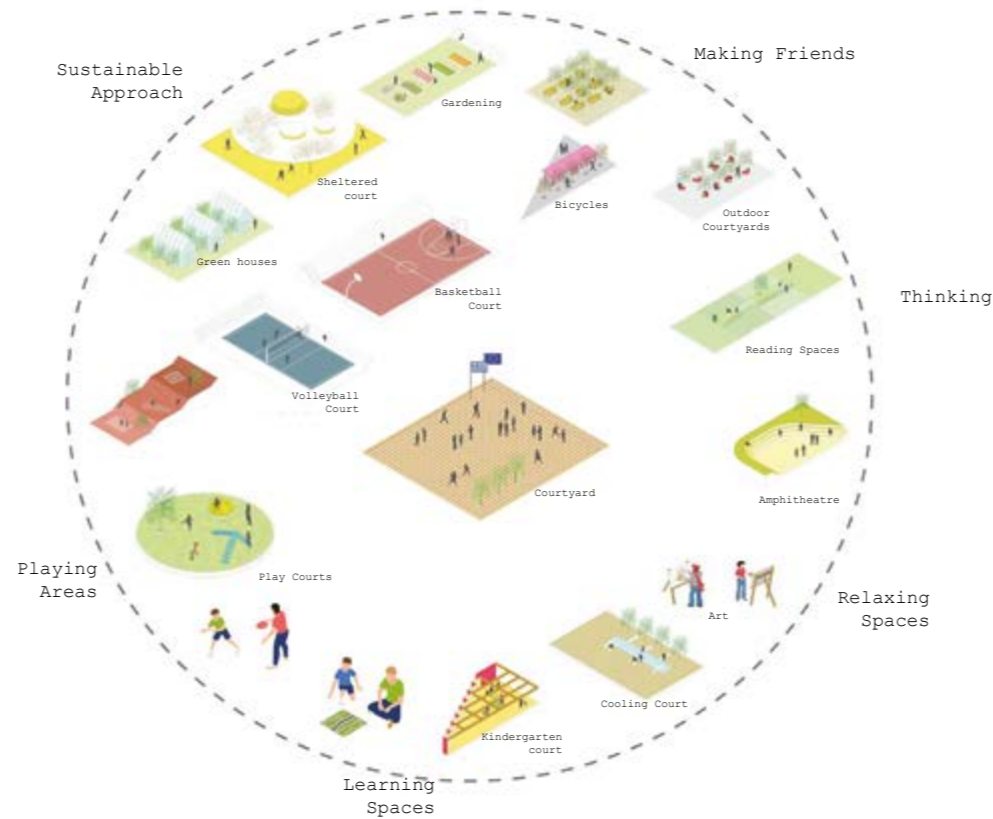 Making Friends
Sustainable
Approach
Gardening
Sheltered
court
Bicycles
Outdoor
Courtyards
Green houses
Basketball
Court
Thinking
Reading Spaces
Volleyball
Court
Courtyard
Amphitheatre
Playing
Areas
Play Courts
Art
Relaxing
Spaces
Cooling Court
Kindergarten
court
Learning
Spaces